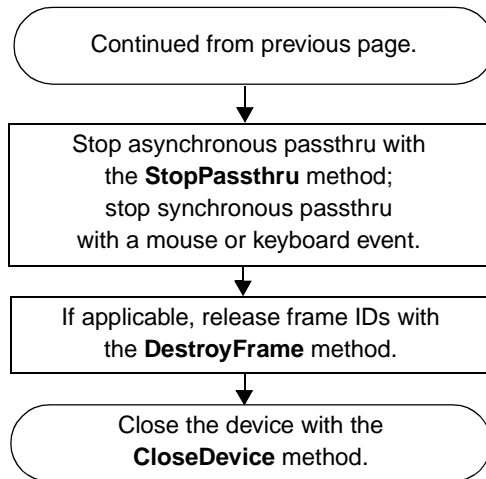 Continued from previous page.
Stop asynchronous passthru with
the StopPassthru method;
stop synchronous passthru
with a mouse or keyboard event.
If applicable, release frame IDs with
the DestroyFrame method.
Close the device with the
CloseDevice method.